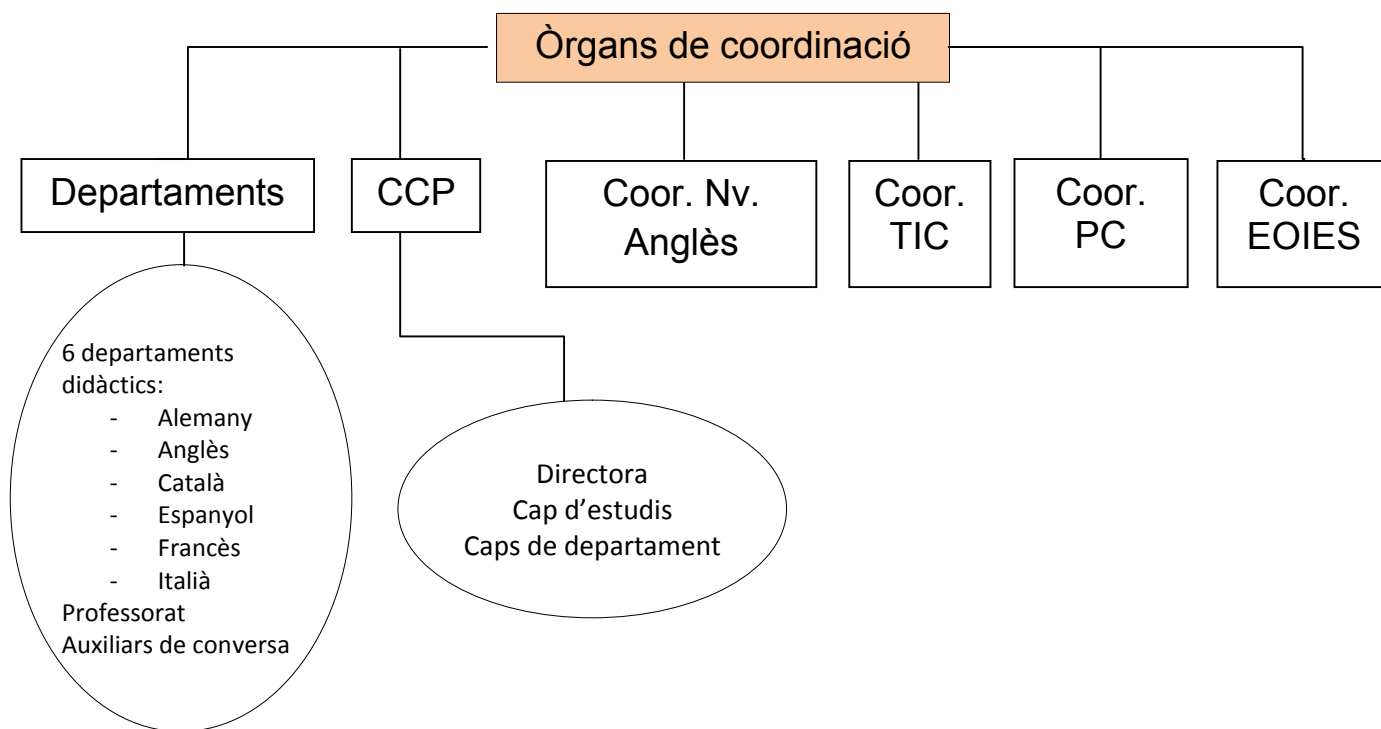 Òrgans de coordinació
Departaments
CCP
Coor. Nv.
Anglès
Coor.
TIC
Coor.
PC
Coor.
EOIES
6 departaments
didàctics:
- Alemany
- Anglès
- Català
- Espanyol
- Francès
- Italià
Professorat
Auxiliars de conversa
Directora
Cap d’estudis
Caps de departament